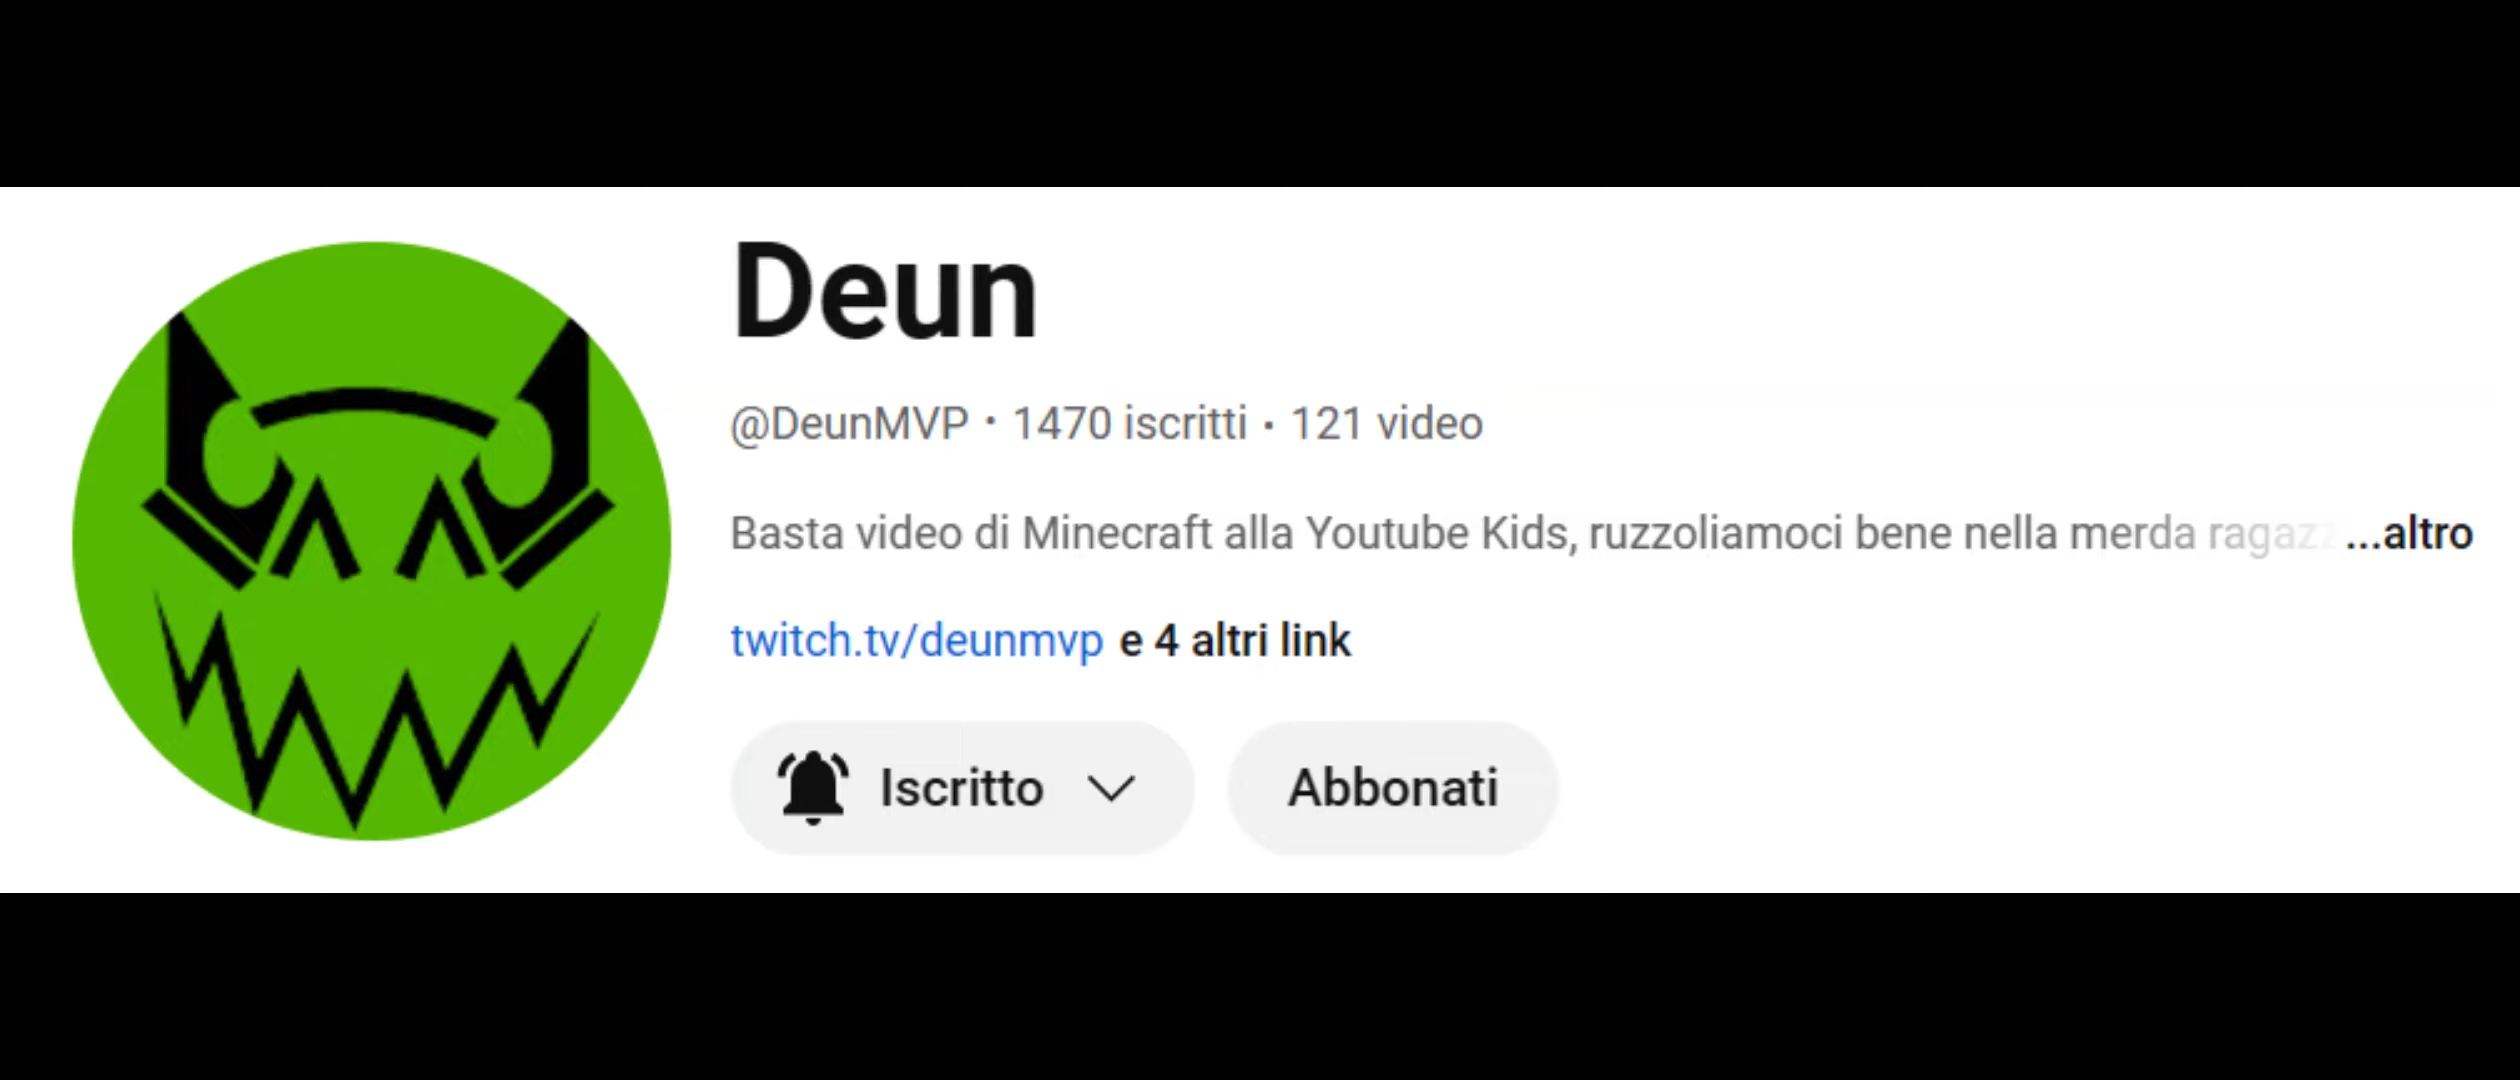 Deun
@DeunMVP • 1470 iscritti • 121 video
Basta video di Minecraft alla Youtube Kids, ruzzoliamoci bene nella merda ragaz ...altro
twitch.tv/deunmvp e 4 altri link
Iscritto
Abbonati